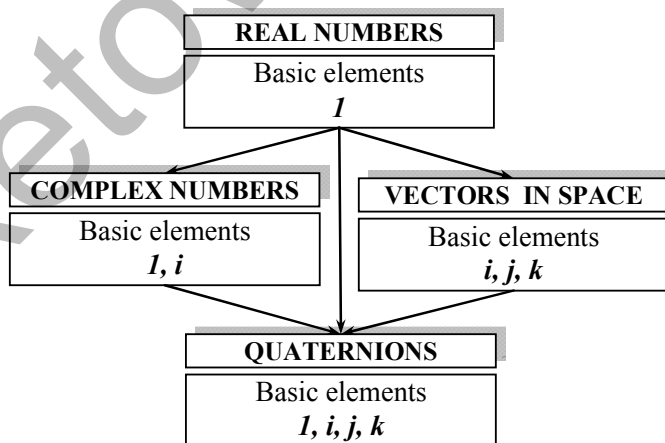 REAL NUMBERS
Basic elements
1
COMPLEX NUMBERS
Basic elements
1, i
VECTORS IN SPACE
Basic elements
i, j, k
QUATERNIONS
Basic elements
1, i, j, k